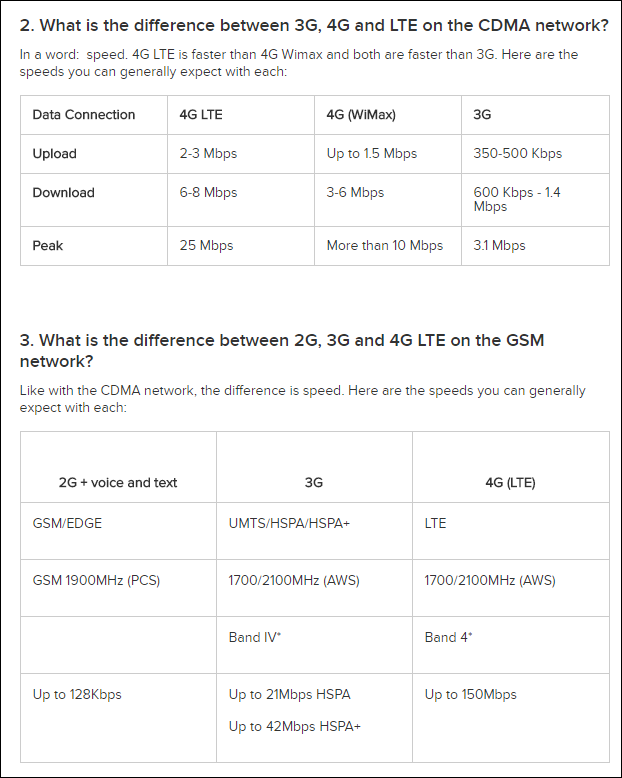 2. What is the difference between 3G, 4G and LTE on the CDMA network?
In a word:  speed. 4G LTE is faster than 4G Wimax and both are faster than 3G. Here are the
speeds you can generally expect with each:
Data Connection 4G LTE 4G (WiMax) 3G
Upload 2-3 Mbps Up to 1.5 Mbps 350-500 Kbps
Download 6-8 Mbps 3-6 Mbps 600 Kbps - 1.4
Mbps
Peak 25 Mbps More than 10 Mbps 3.1 Mbps
3. What is the difference between 2G, 3G and 4G LTE on the GSM
network?
Like with the CDMA network, the difference is speed. Here are the speeds you can generally
expect with each:
2G + voice and text 3G 4G (LTE)
GSM/EDGE UMTS/HSPA/HSPA+ LTE
GSM 1900MHz (PCS) 1700/2100MHz (AWS) 1700/2100MHz (AWS)
Band IV* Band 4*
Up to 128Kbps Up to 21Mbps HSPA Up to 150Mbps
Up to 42Mbps HSPA+